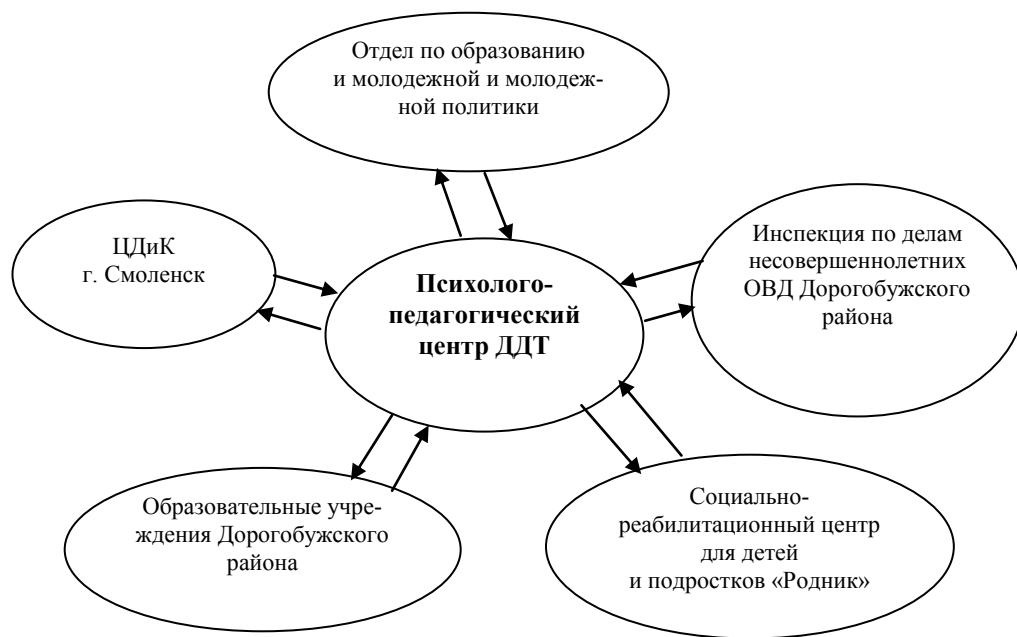 Отдел по образованию
и молодежной и молодеж-
ной политики
ЦДиК
г. Смоленск
Инспекция по делам
несовершеннолетних
ОВД Дорогобужского
района
Психолого-
педагогический
центр ДДТ
Образовательные учре-
ждения Дорогобужского
района
Социально-
реабилитационный центр
для детей
и подростков «Родник»